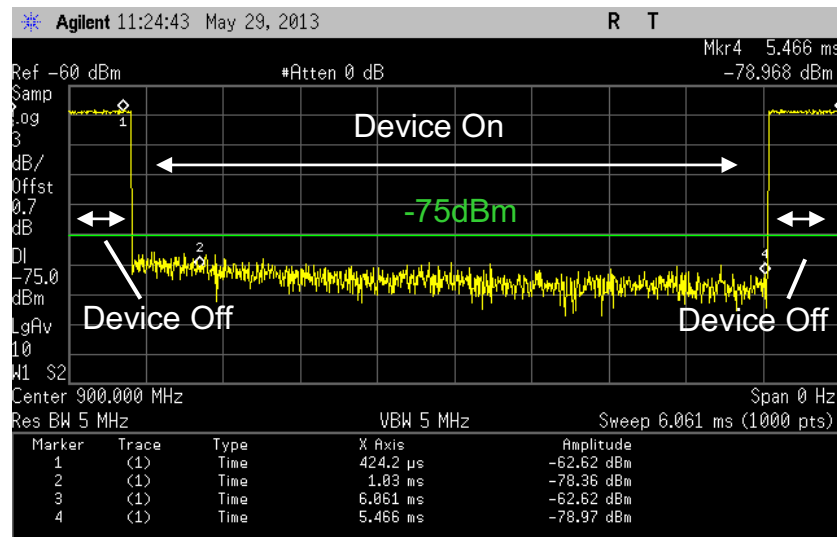 Agilent 11:24:43 May 29, 2013 R T
Mkr4 5.466 ms
Ref -60 dBm #Atten 0 dB -78.968 dBm
Samp
Log
3
dB/
Offst
0.7
dB
DI
-75.0
dBm
LgAv
10
W1 S2
1
Device On
-75dBm
2
4
Device Off
Device Off
Center 900.000 MHz Span 0 Hz
Res BW 5 MHz VBW 5 MHz Sweep 6.061 ms (1000 pts)
Marker Trace Type X Axis Amplitude
1 (1) Time 424.2 µs -62.62 dBm
2 (1) Time 1.03 ms -78.36 dBm
3 (1) Time 6.061 ms -62.62 dBm
4 (1) Time 5.466 ms -78.97 dBm